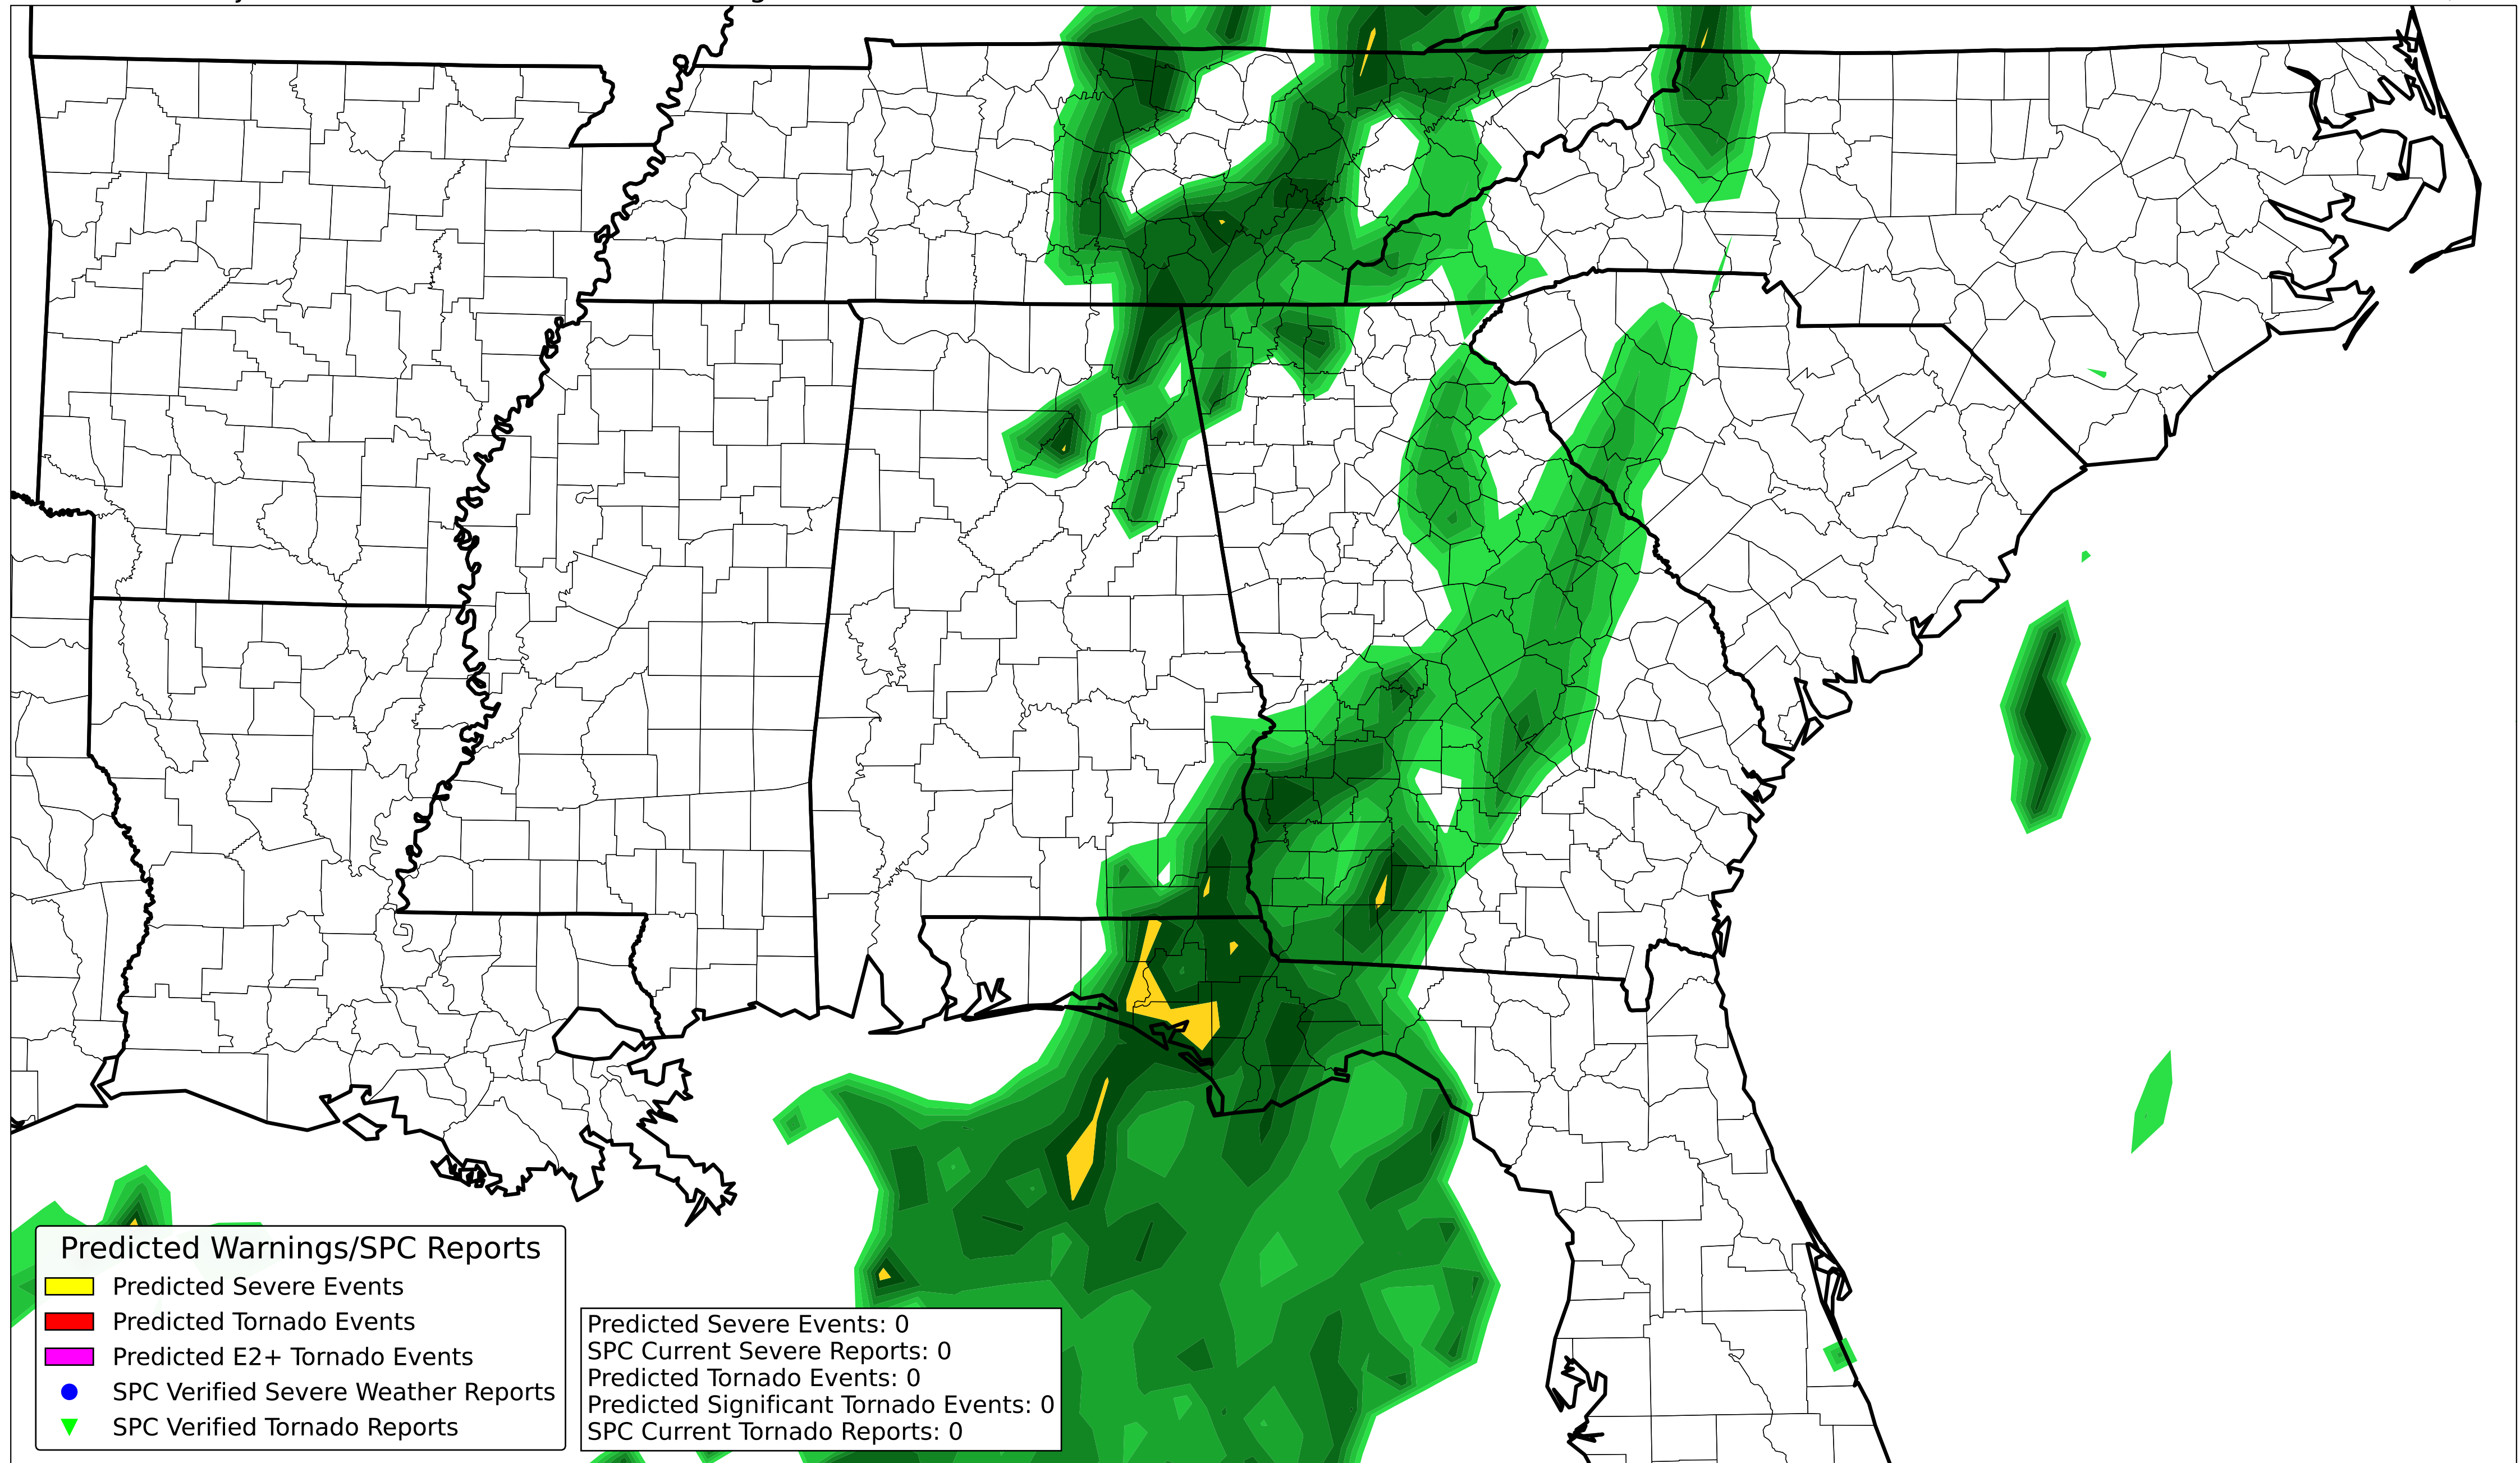 Predicted Warnings/SPC Reports
Predicted Severe Events
Predicted Tornado Events
Predicted E2+ Tornado Events
SPC Verified Severe Weather Reports
SPC Verified Tornado Reports
Predicted Severe Events: 0
SPC Current Severe Reports: 0
Predicted Tornado Events: 0
Predicted Significant Tornado Events: 0
SPC Current Tornado Reports: 0